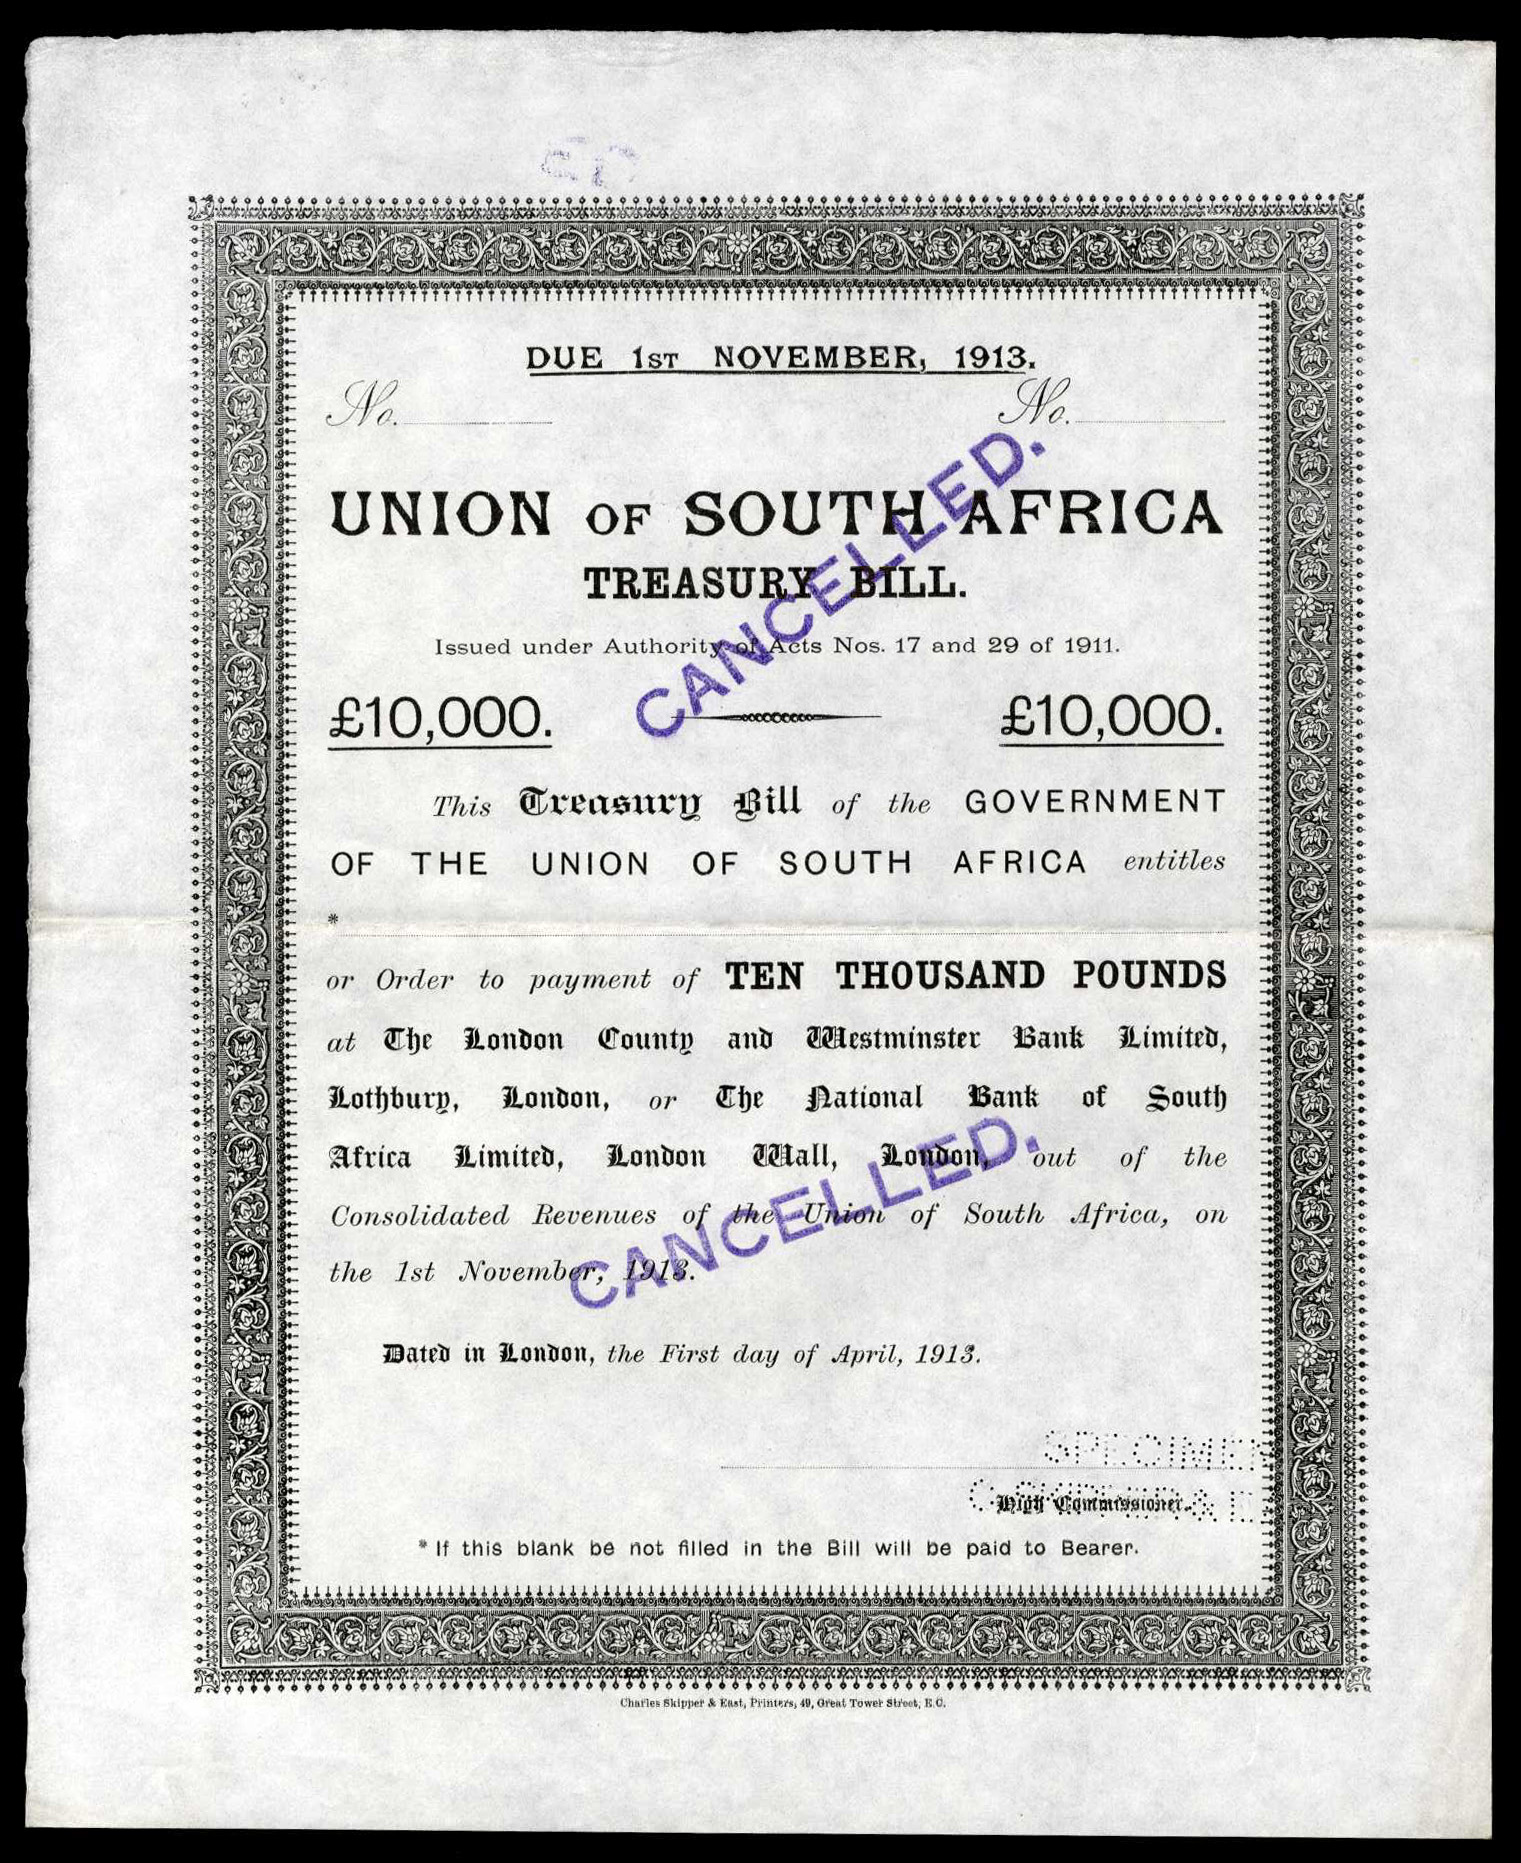 DUE 1ST NOVEMBER, 1913.
No. No.
UNION OF SOUTH AFRICA
TREASURY BILL.
Issued under Authority of Acts Nos. 17 and 29 of 1911.
£10,000. £10,000.
CANCELLED.
This Treasury Bill of the GOVERNMENT
OF THE UNION OF SOUTH AFRICA entitles
*
or Order to payment of TEN THOUSAND POUNDS
at The London County and Westminster Bank Limited,
Lothbury, London, or The National Bank of South
Africa Limited, London Wall, London, out of the
Consolidated Revenues of the Union of South Africa, on
the 1st November, 1913.
CANCELLED.
Dated in London, the First day of April, 1913.
SPECIMEN
High Commissioner.
* If this blank be not filled in the Bill will be paid to Bearer.
Charles Skipper & East, Printers, 49, Great Tower Street, E.C.